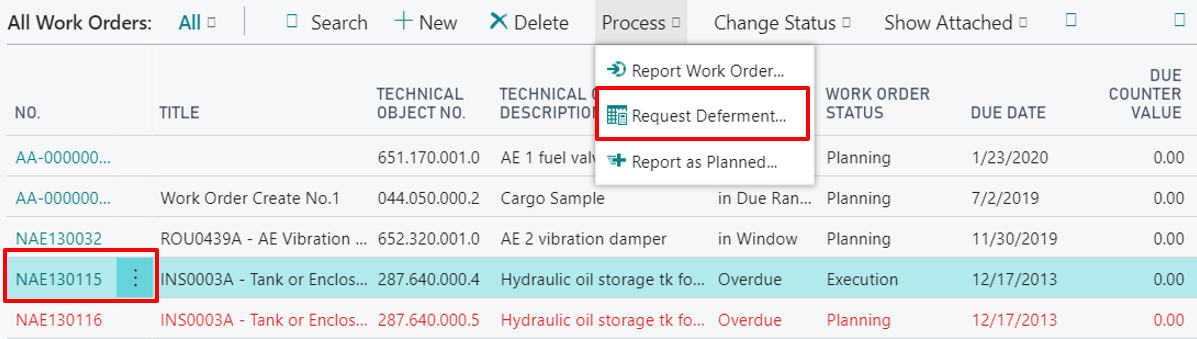 All Work Orders: All Search New Delete Process Change Status Show Attached
Report Work Order...
Request Deferment...
Report as Planned...
NO. TITLE TECHNICAL OBJECT NO. TECHNICAL O DESCRIPTION WORK ORDER STATUS DUE DATE DUE COUNTER VALUE
AA-000000... 651.170.001.0 AE 1 fuel valv Planning 1/23/2020 0.00
AA-000000... Work Order Create No.1 044.050.000.2 Cargo Sample in Due Ran... Planning 7/2/2019 0.00
NAE130032 ROU0439A - AE Vibration ... 652.320.001.0 AE 2 vibration damper in Window Planning 11/30/2019 0.00
NAE130115 INS0003A - Tank or Enclos... 287.640.000.4 Hydraulic oil storage tk fo... Overdue Execution 12/17/2013 0.00
NAE130116 INS0003A - Tank or Enclos... 287.640.000.5 Hydraulic oil storage tk fo... Overdue Planning 12/17/2013 0.00